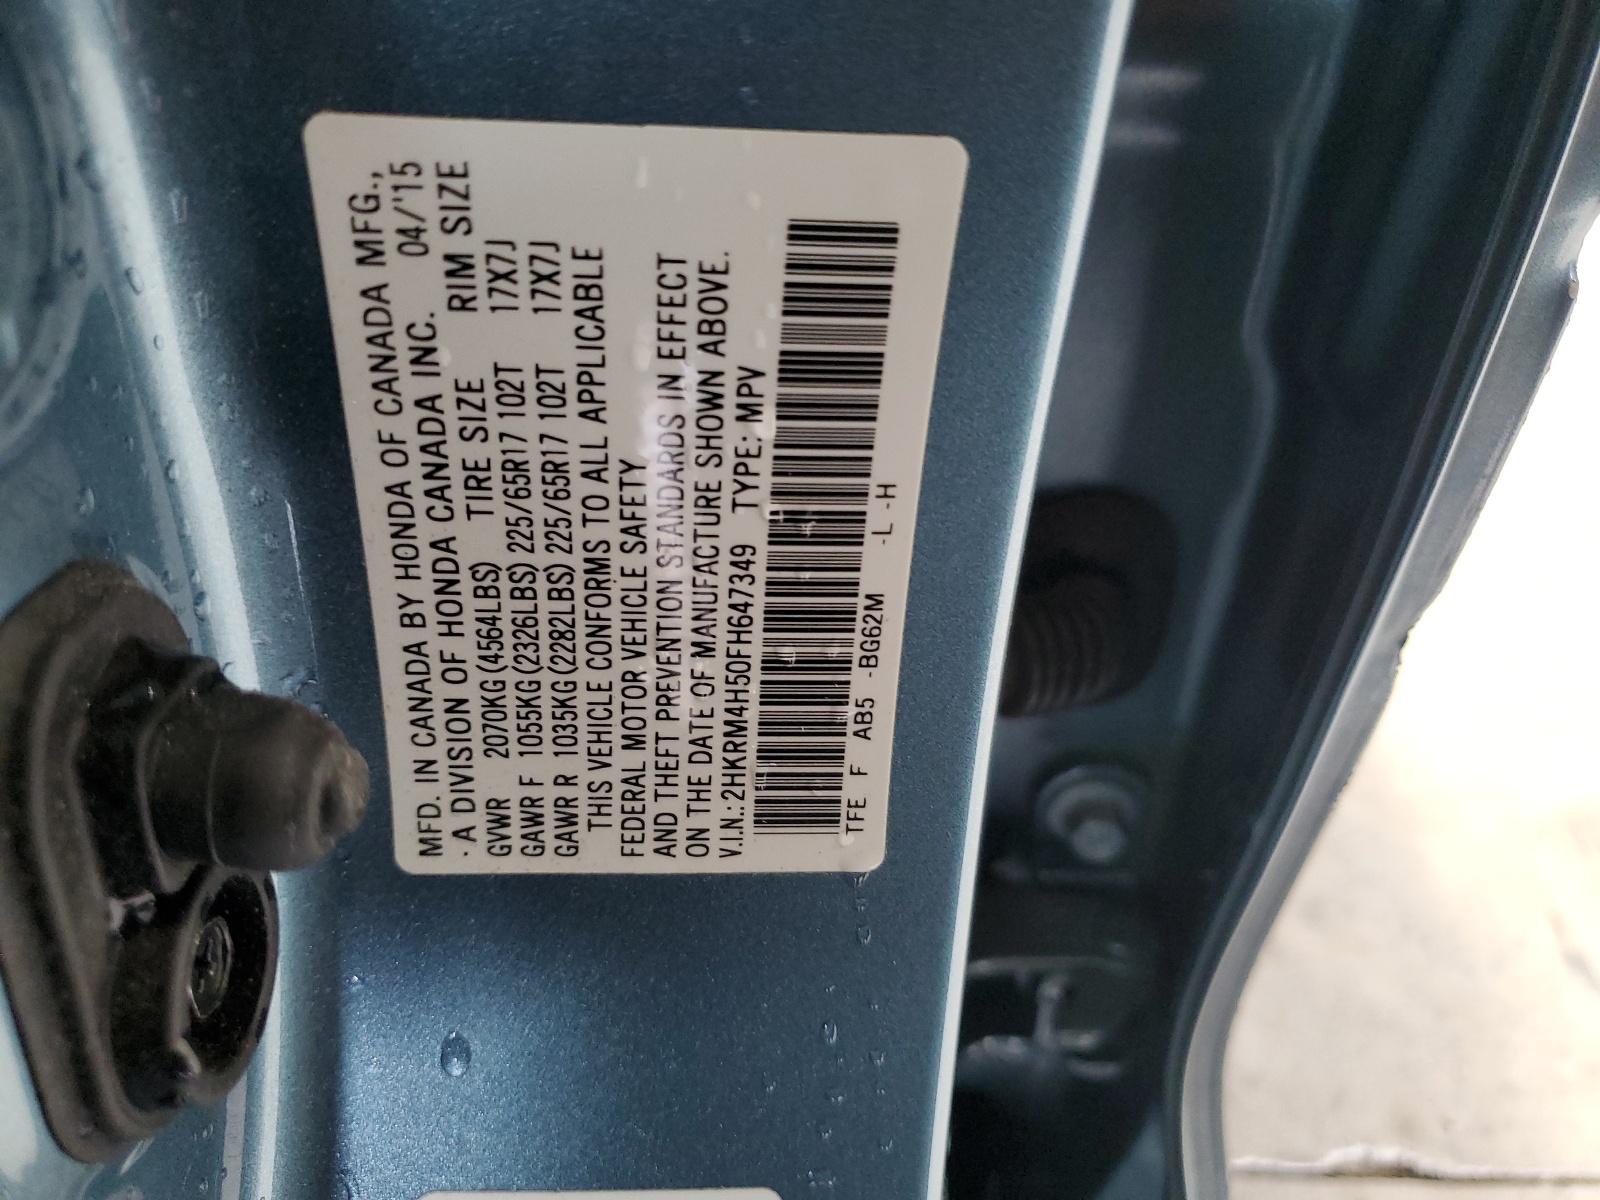 MFD. IN CANADA BY HONDA OF CANADA MFG.,
A DIVISION OF HONDA CANADA INC. 04/'15
GVWR 2070KG(4564LBS) TIRE SIZE RIM SIZE
GAWR F 1055KG(2326LBS) 225/65R17 102T 17X7J
GAWR R 1035KG(2282LBS) 225/65R17 102T 17X7J
THIS VEHICLE CONFORMS TO ALL APPLICABLE
FEDERAL MOTOR VEHICLE SAFETY
AND THEFT PREVENTION STANDARDS IN EFFECT
ON THE DATE OF MANUFACTURE SHOWN ABOVE.
V.I.N.: 2HKRM4H50FH647349 TYPE: MPV
TFE F AB5 -BG62M -L -H